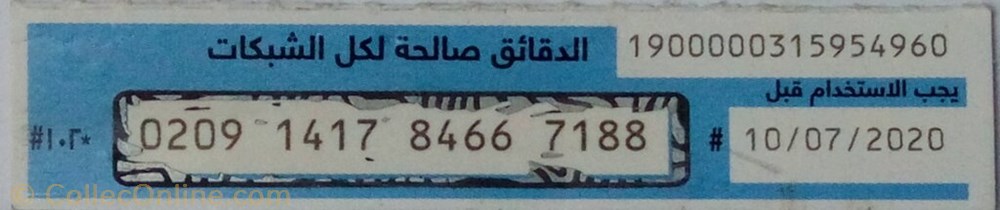 الدقائق صالحة لكل الشبكات
1900000315954960
يجب الاستخدام قبل
*١٠٢#
0209 1417 8466 7188
#
10/07/2020
© CollecOnline.com